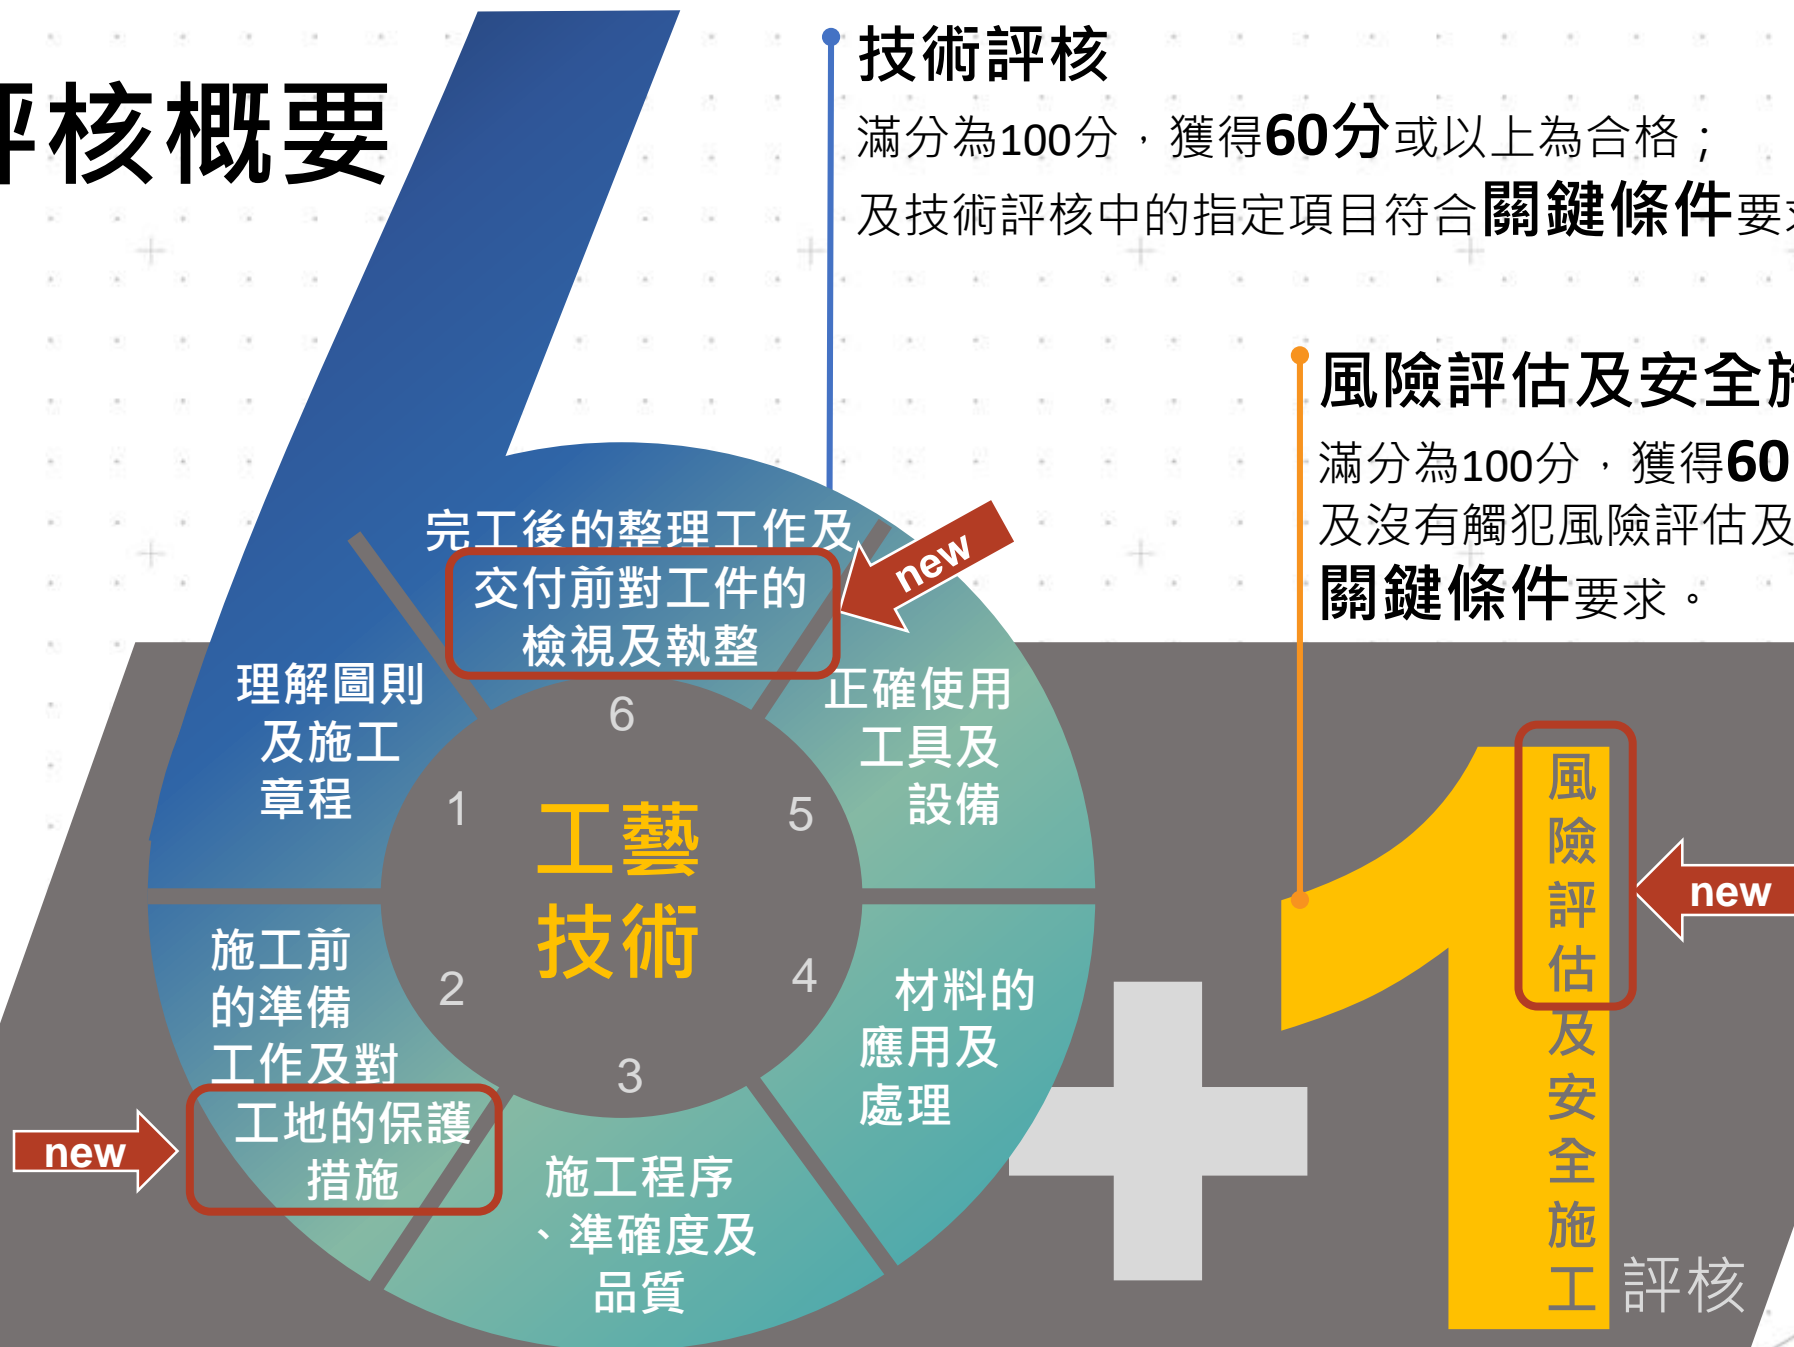 評核概要
技術評核
滿分為100分，獲得60分或以上為合格；
及技術評核中的指定項目符合關鍵條件要求
風險評估及安全施
滿分為100分，獲得60
及沒有觸犯風險評估及
關鍵條件要求。
完工後的整理工作及
交付前對工件的
檢視及執整
new
6
理解圖則
及施工
章程
1
正確使用
工具及
設備
5
工藝
技術
施工前
的準備
工作及對
工地的保護
措施
2
new
材料的
應用及
處理
4
3
施工程序
、準確度及
品質
風險評估及安全施工
new
評核